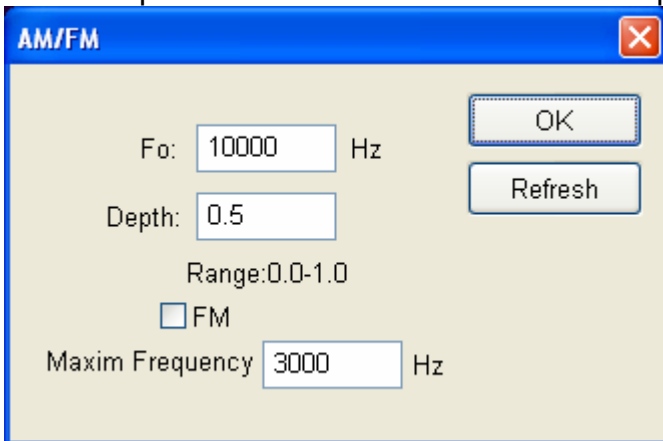 AM/FM
OK
Fo: 10000 Hz
Refresh
Depth: 0.5
Range:0.0-1.0
FM
Maxim Frequency 3000 Hz